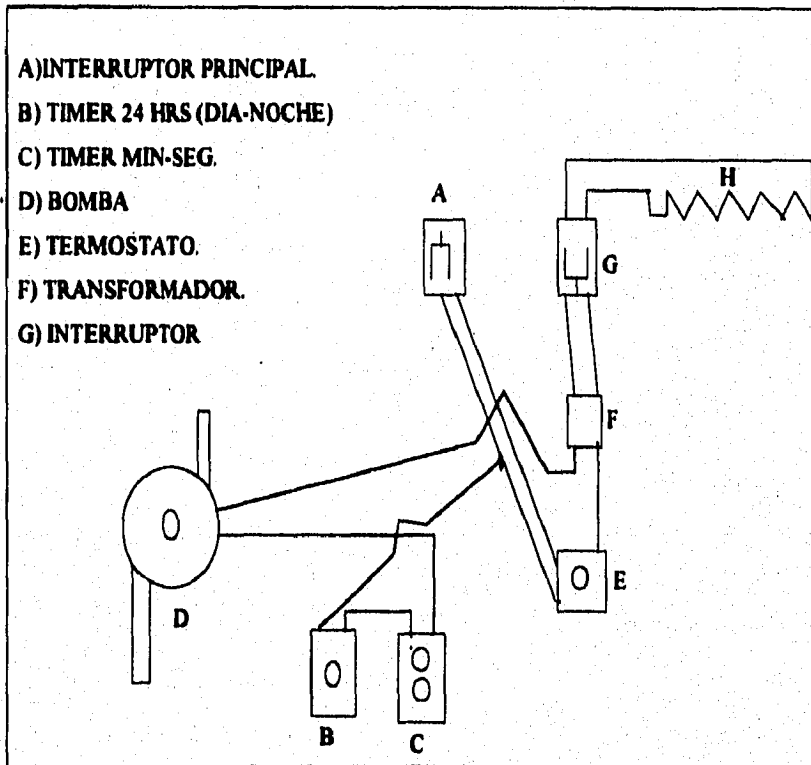 A)INTERRUPTOR PRINCIPAL.
B) TIMER 24 HRS (DIA-NOCHE)
C) TIMER MIN-SEG.
D) BOMBA
E) TERMOSTATO.
F) TRANSFORMADOR.
G) INTERRUPTOR
A
H
G
F
E
D
B
C